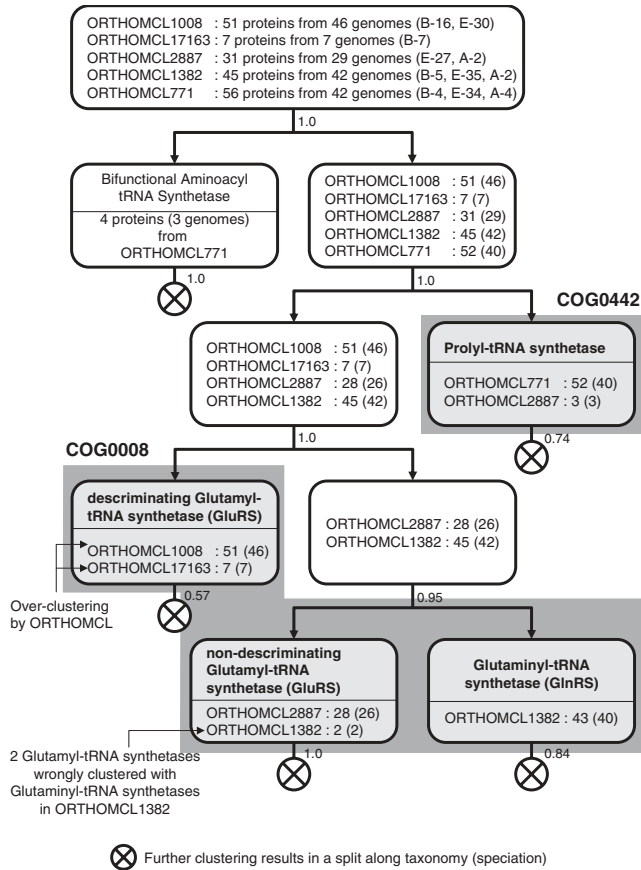 ORTHOMCL1008 : 51 proteins from 46 genomes (B-16, E-30)
ORTHOMCL17163 : 7 proteins from 7 genomes (B-7)
ORTHOMCL2887 : 31 proteins from 29 genomes (E-27, A-2)
ORTHOMCL1382 : 45 proteins from 42 genomes (B-5, E-35, A-2)
ORTHOMCL771 : 56 proteins from 42 genomes (B-4, E-34, A-4)
1.0
Bifunctional Aminoacyl
tRNA Synthetase
4 proteins (3 genomes)
from
ORTHOMCL771
1.0
ORTHOMCL1008 : 51 (46)
ORTHOMCL17163 : 7 (7)
ORTHOMCL2887 : 31 (29)
ORTHOMCL1382 : 45 (42)
ORTHOMCL771 : 52 (40)
1.0
COG0442
ORTHOMCL1008 : 51 (46)
ORTHOMCL17163 : 7 (7)
ORTHOMCL2887 : 28 (26)
ORTHOMCL1382 : 45 (42)
1.0
Prolyl-tRNA synthetase
ORTHOMCL771 : 52 (40)
ORTHOMCL2887 : 3 (3)
0.74
COG0008
descriminating Glutamyl-
tRNA synthetase (GluRS)
ORTHOMCL1008 : 51 (46)
ORTHOMCL17163 : 7 (7)
0.57
Over-clustering
by ORTHOMCL
ORTHOMCL2887 : 28 (26)
ORTHOMCL1382 : 45 (42)
0.95
non-descriminating
Glutamyl-tRNA
synthetase (GluRS)
ORTHOMCL2887 : 28 (26)
ORTHOMCL1382 : 2 (2)
1.0
Glutaminyl-tRNA
synthetase (GlnRS)
ORTHOMCL1382 : 43 (40)
0.84
2 Glutamyl-tRNA synthetases
wrongly clustered with
Glutaminyl-tRNA synthetases
in ORTHOMCL1382
Further clustering results in a split along taxonomy (speciation)